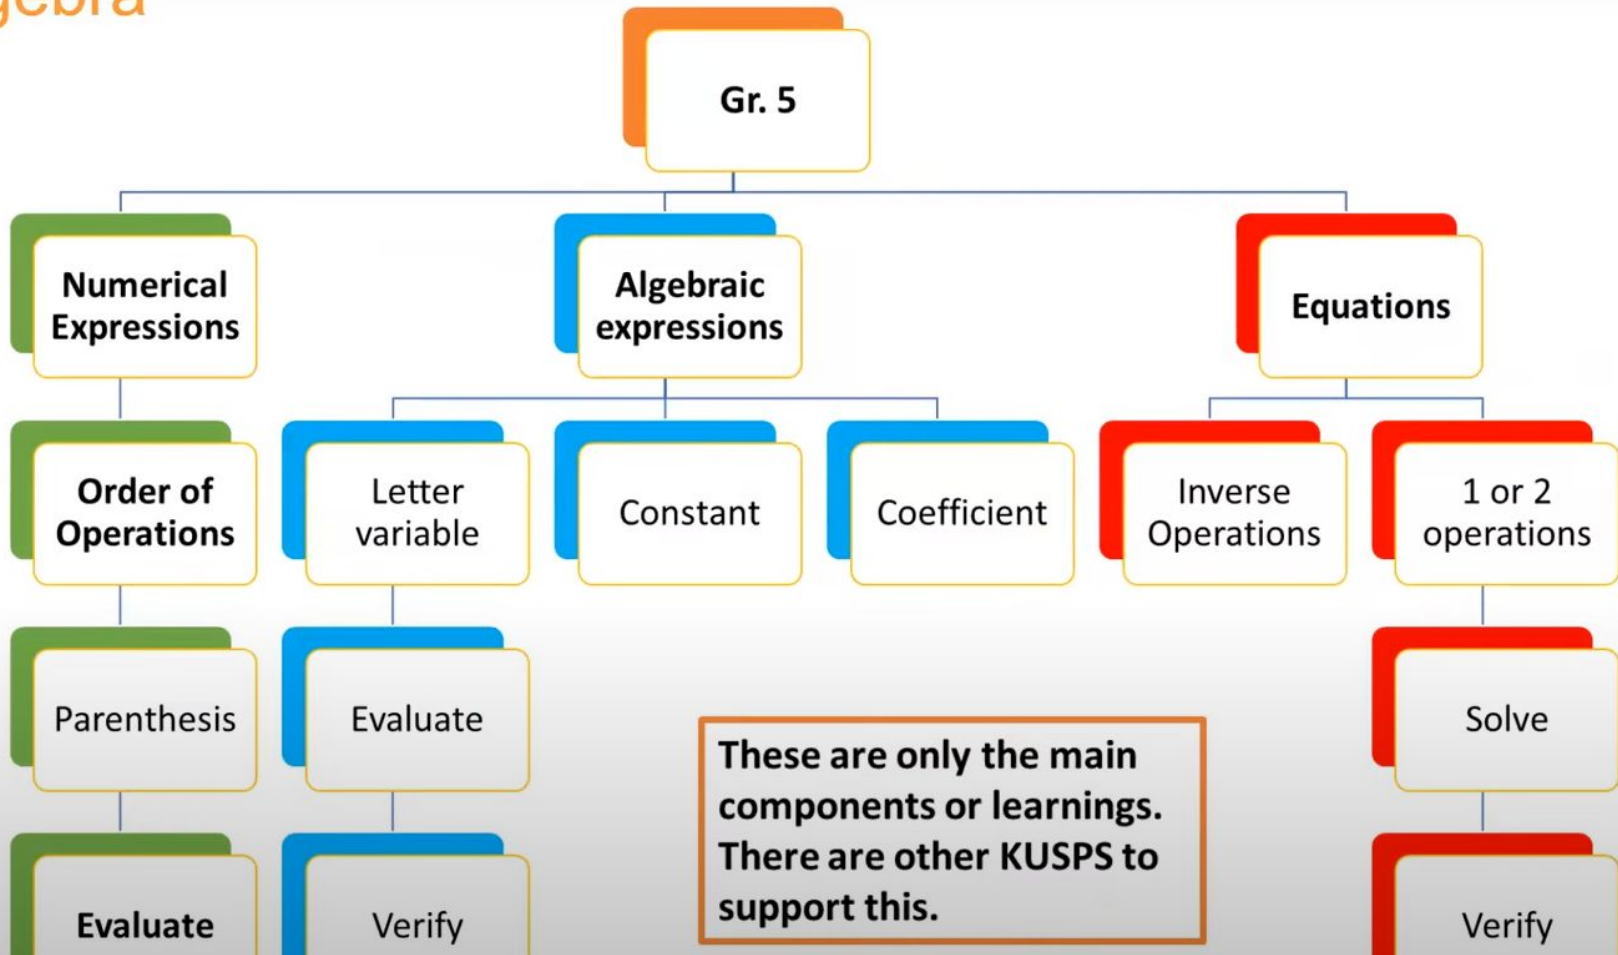 Gr. 5
Numerical
Expressions
Algebraic
expressions
Equations
Order of
Operations
Letter
variable
Constant
Coefficient
Inverse
Operations
1 or 2
operations
Parenthesis
Evaluate
Solve
These are only the main
components or learnings.
There are other KUSPS to
support this.
Evaluate
Verify
Verify